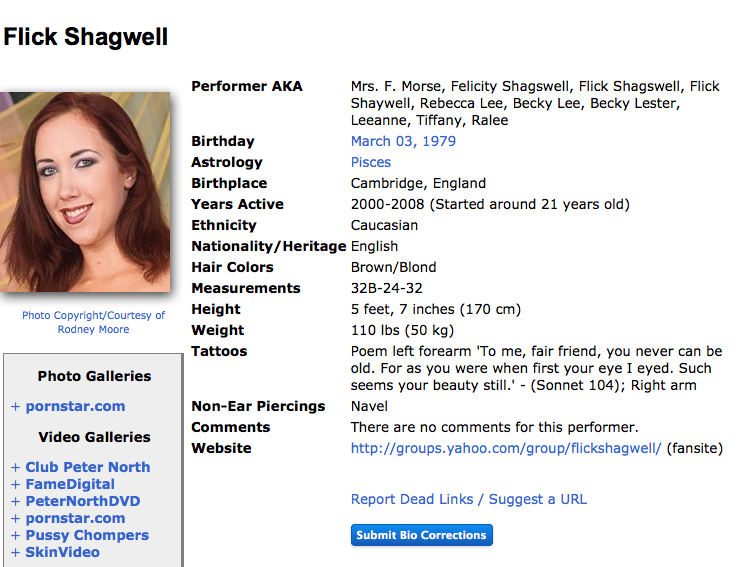 Flick Shagwell
Performer AKA Mrs. F. Morse, Felicity Shagswell, Flick Shagswell, Flick
Shaywell, Rebecca Lee, Becky Lee, Becky Lester,
Leeanne, Tiffany, Ralee
Birthday March 03, 1979
Astrology Pisces
Birthplace Cambridge, England
Years Active 2000-2008 (Started around 21 years old)
Ethnicity Caucasian
Nationality/Heritage English
Hair Colors Brown/Blond
Measurements 32B-24-32
Height 5 feet, 7 inches (170 cm)
Weight 110 lbs (50 kg)
Tattoos Poem left forearm 'To me, fair friend, you never can be
old. For as you were when first your eye I eyed. Such
seems your beauty still.' - (Sonnet 104); Right arm
Non-Ear Piercings Navel
Comments There are no comments for this performer.
Website http://groups.yahoo.com/group/flickshagwell/ (fansite)
Report Dead Links / Suggest a URL
Submit Bio Corrections
Photo Copyright/Courtesy of
Rodney Moore
Photo Galleries
+ pornstar.com
Video Galleries
+ Club Peter North
+ FameDigital
+ PeterNorthDVD
+ pornstar.com
+ Pussy Chompers
+ SkinVideo